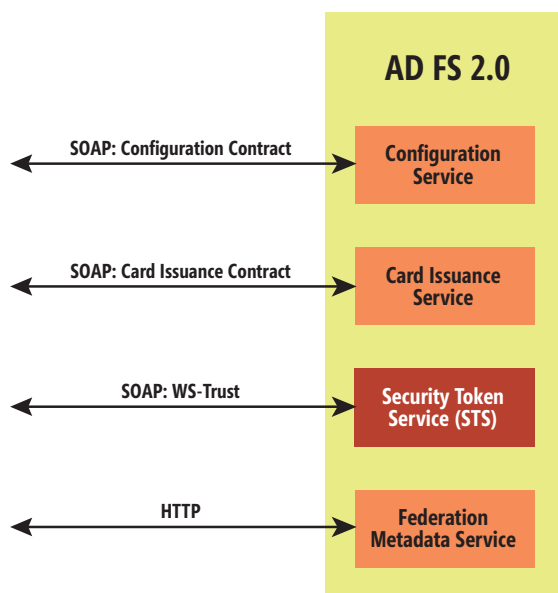 AD FS 2.0
SOAP: Configuration Contract
Configuration
Service
SOAP: Card Issuance Contract
Card Issuance
Service
SOAP: WS-Trust
Security Token
Service (STS)
HTTP
Federation
Metadata Service